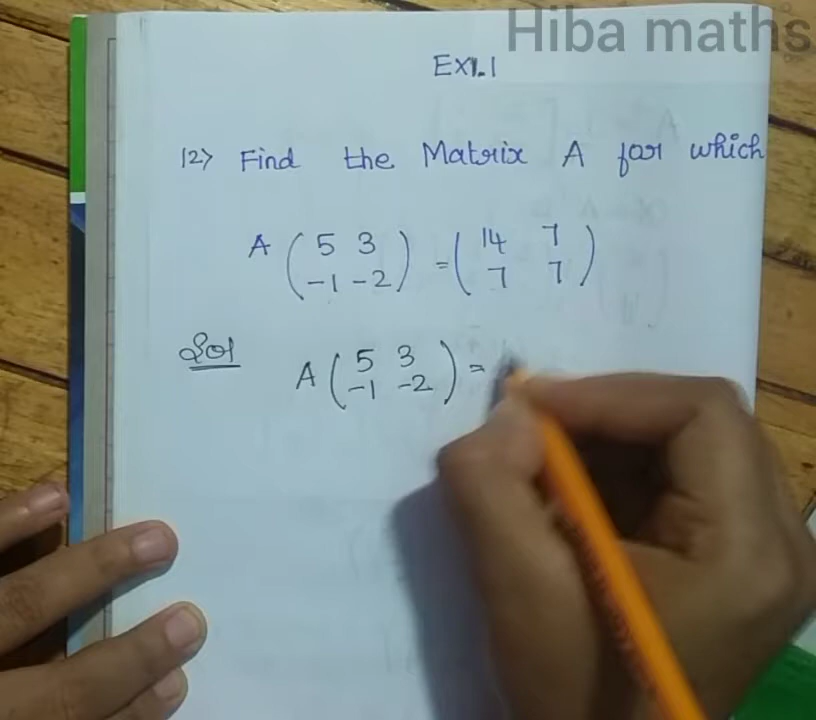 Hiba maths
EX1.1
12) Find the Matrix A for which
A ( 5 3 ) = ( 14 7 )
-1 -2 7 7
Sol
A ( 5 3 ) =
-1 -2